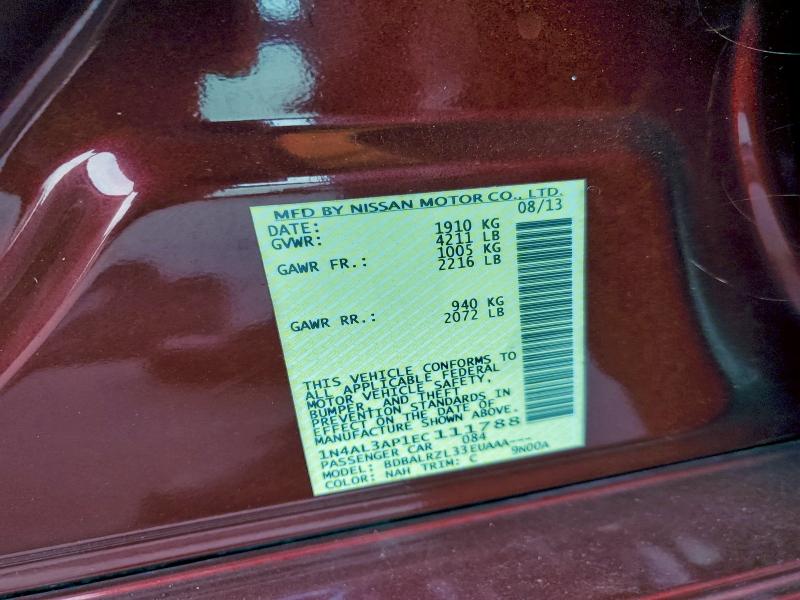 MFD BY NISSAN MOTOR CO., LTD.
DATE: 08/13
GVWR: 1910 KG
4211 LB
GAWR FR.: 1005 KG
2216 LB
GAWR RR.: 940 KG
2072 LB
THIS VEHICLE CONFORMS TO
ALL APPLICABLE FEDERAL
MOTOR VEHICLE SAFETY,
BUMPER, AND THEFT
PREVENTION STANDARDS IN
EFFECT ON THE DATE OF
MANUFACTURE SHOWN ABOVE.
1N4AL3AP1EC111788
PASSENGER CAR 084
MODEL: BDBALRZL33EUAAA---
COLOR: NAH TRIM: C 9N00A